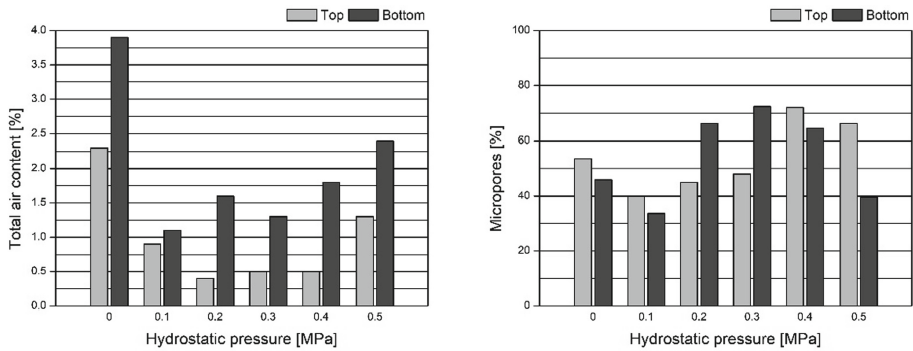 Top Bottom
4.0
3.5
3.0
2.5
2.0
1.5
1.0
0.5
0.0
Total air content [%]
0 0.1 0.2 0.3 0.4 0.5
Hydrostatic pressure [MPa]
Top Bottom
100
80
60
40
20
0
Micropores [%]
0 0.1 0.2 0.3 0.4 0.5
Hydrostatic pressure [MPa]